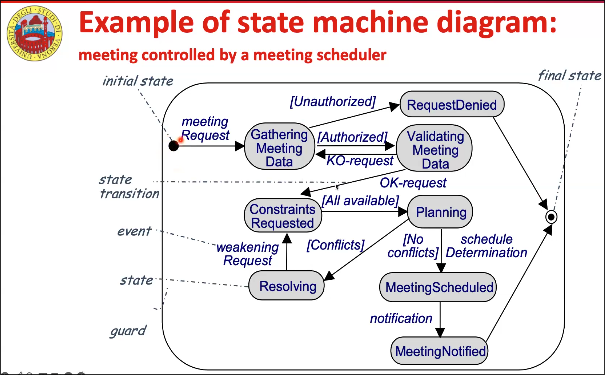 Example of state machine diagram:
meeting controlled by a meeting scheduler
initial state
final state
meeting
Request
[Unauthorized]
RequestDenied
Gathering
Meeting
Data
[Authorized]
KO-request
Validating
Meeting
Data
OK-request
state
transition
[All available]
Constraints
Requested
Planning
event
weakening
Request
[Conflicts]
[No
conflicts]
schedule
Determination
state
Resolving
MeetingScheduled
guard
notification
MeetingNotified